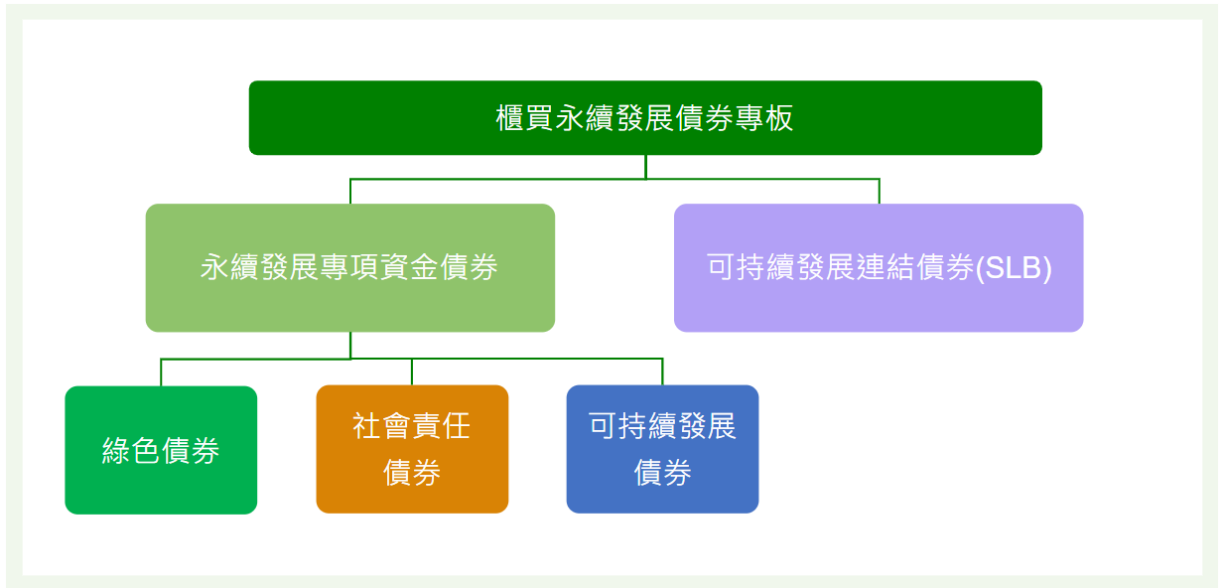 櫃買永續發展債券專板
永續發展專項資金債券
可持續發展連結債券(SLB)
綠色債券
社會責任
債券
可持續發展
債券